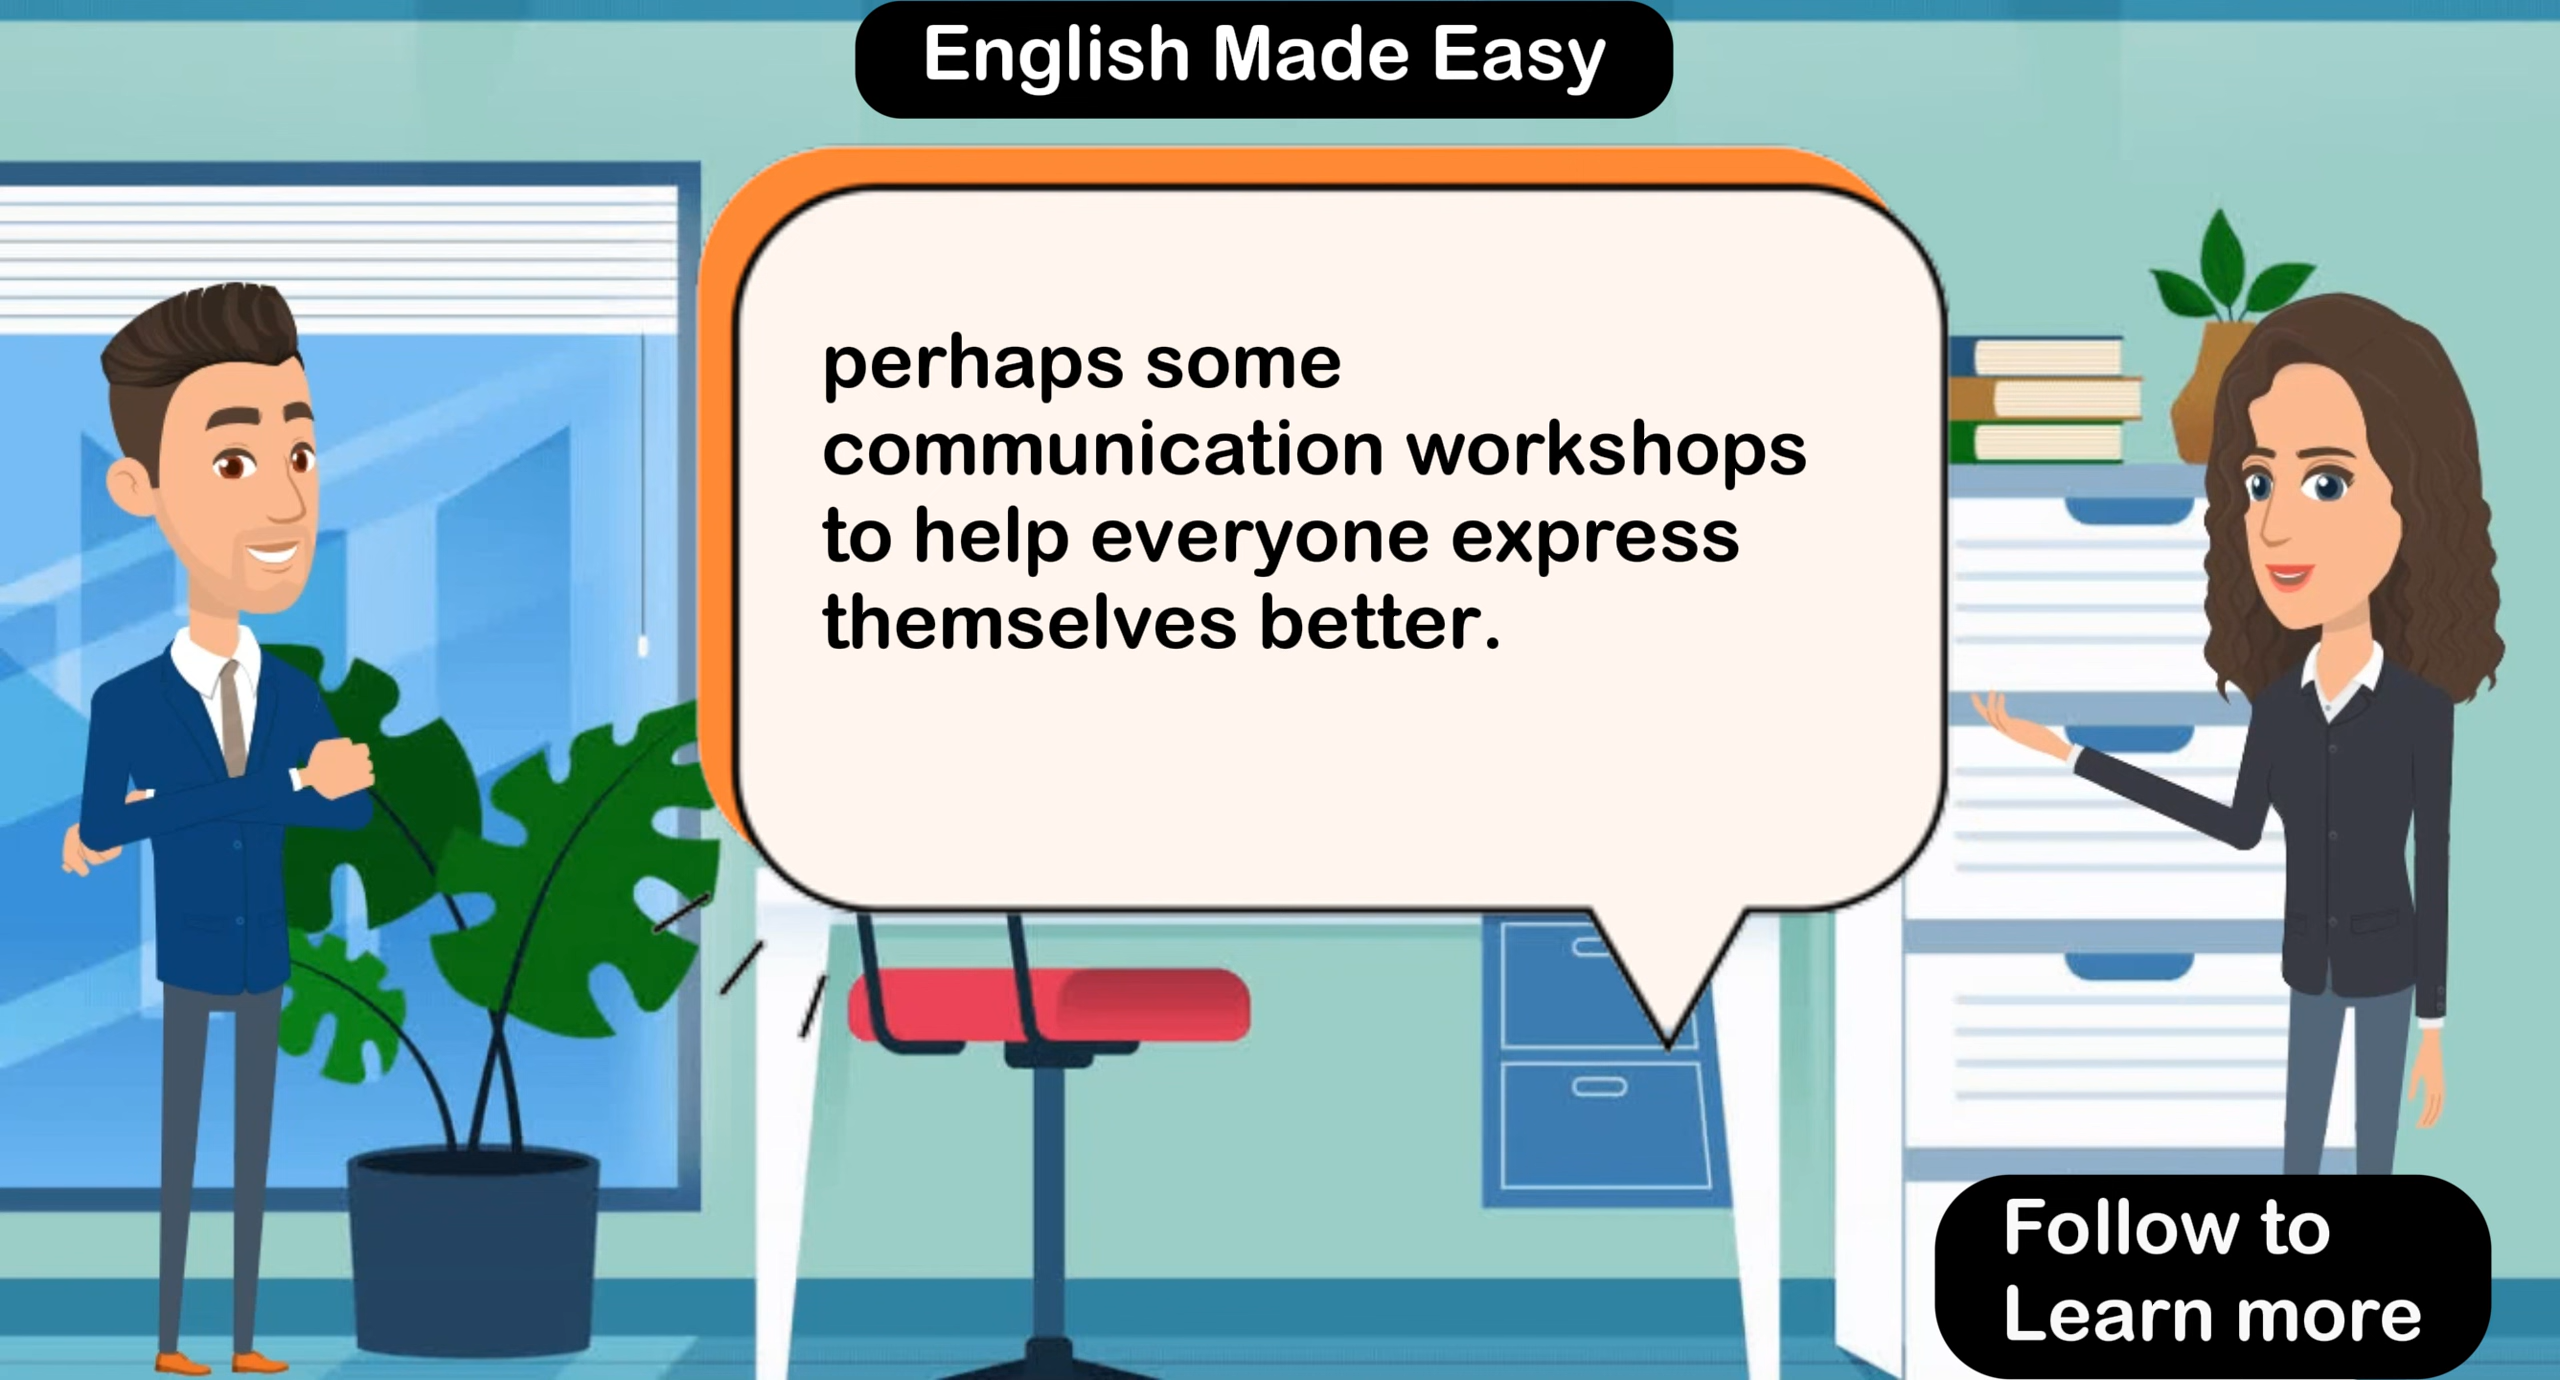 English Made Easy
perhaps some
communication workshops
to help everyone express
themselves better.
Follow to
Learn more